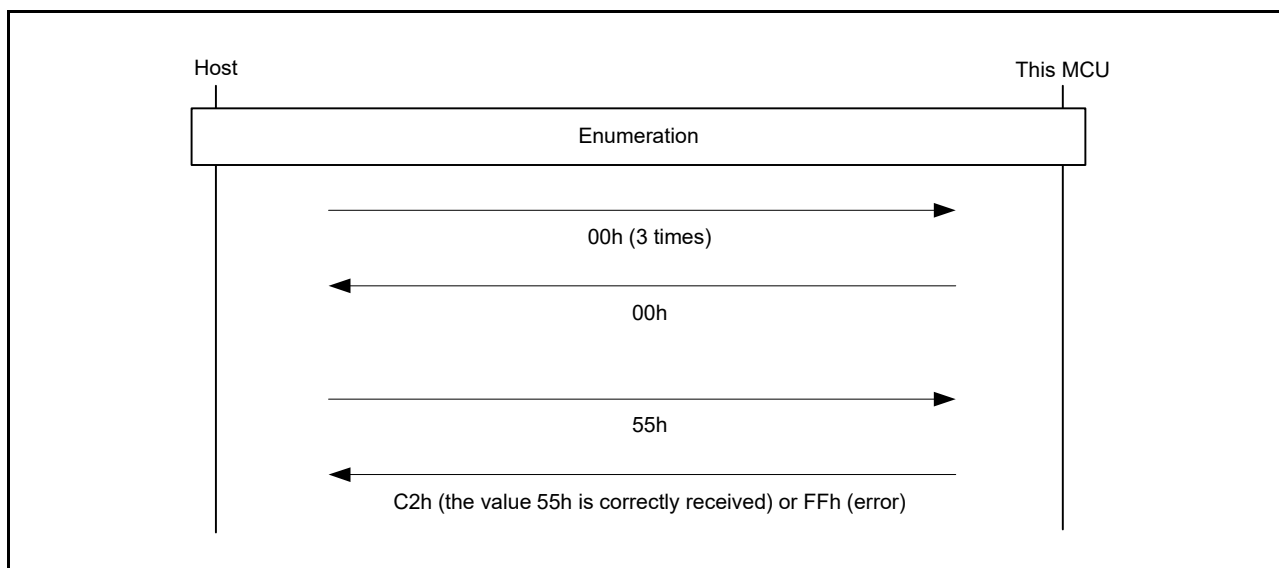 Host
This MCU
Enumeration
00h (3 times)
00h
55h
C2h (the value 55h is correctly received) or FFh (error)